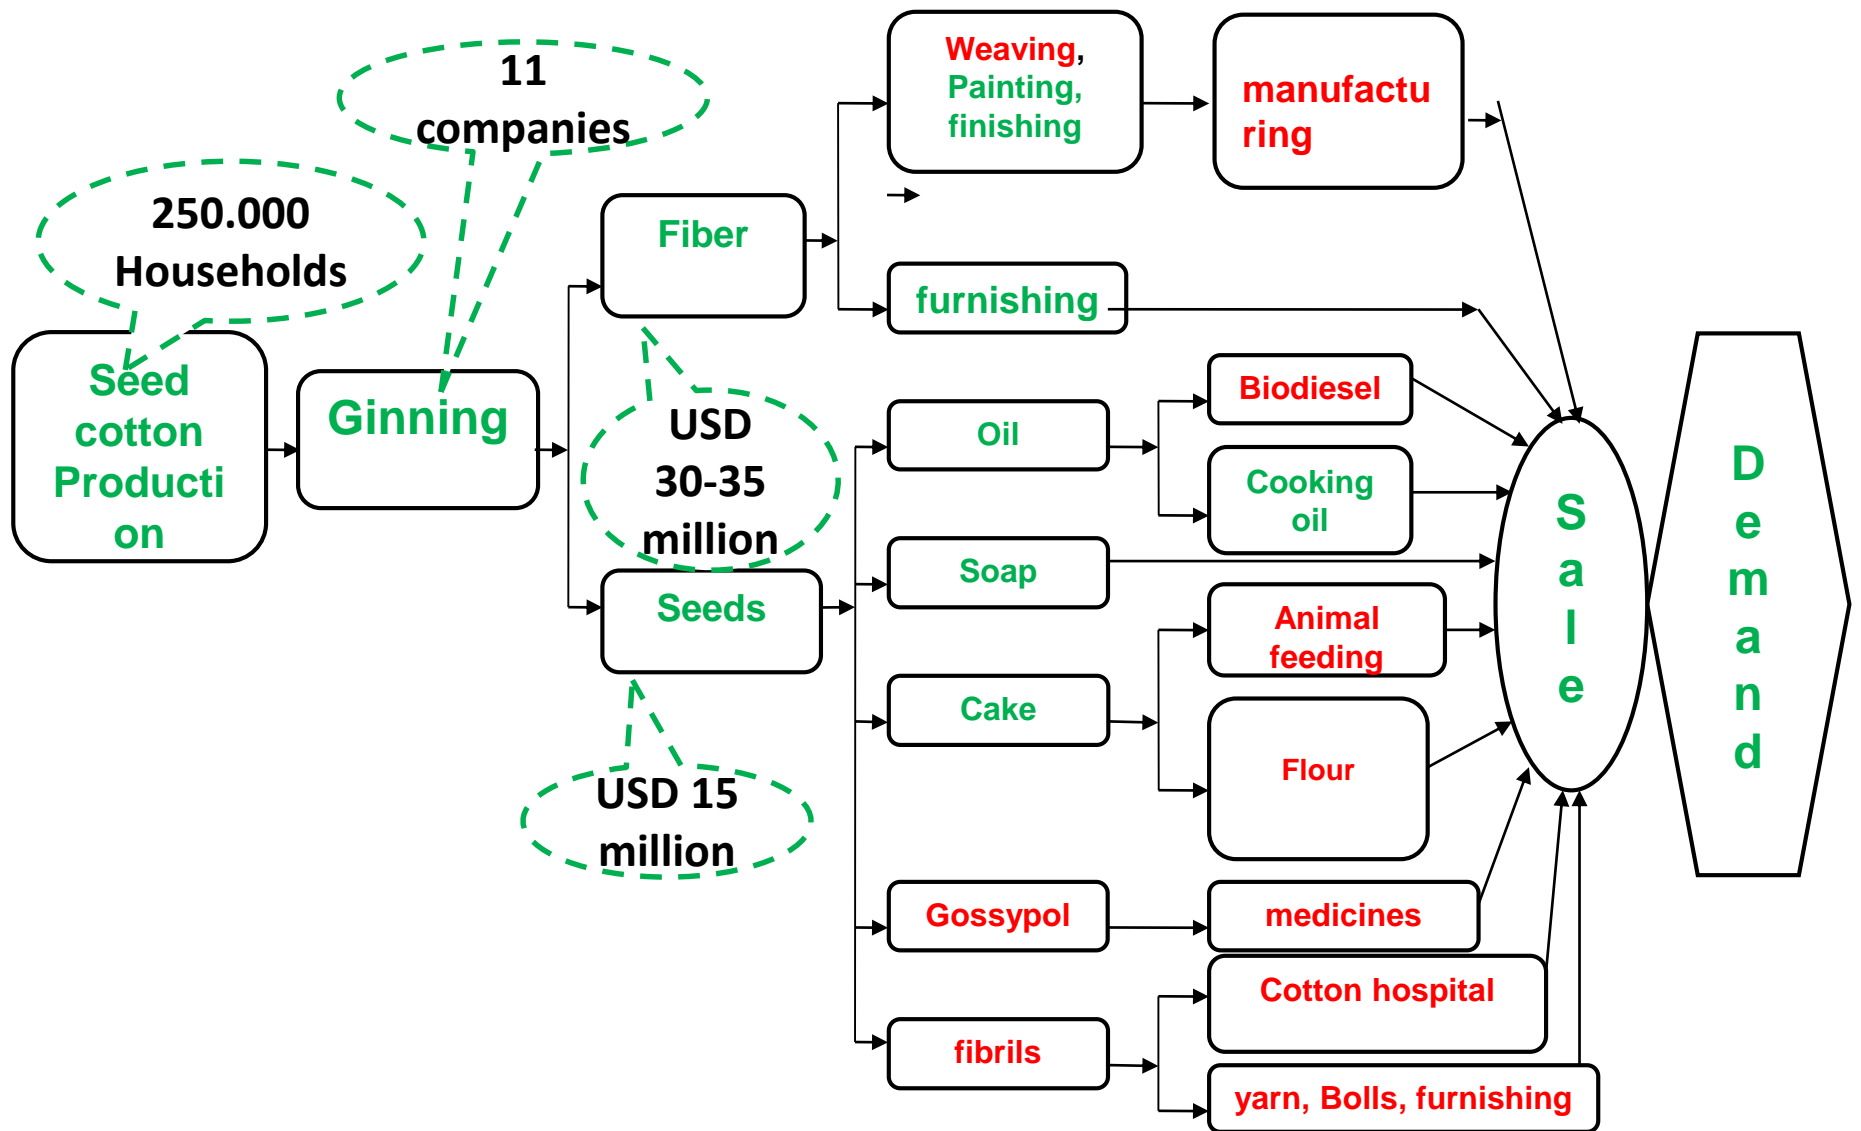 11
companies
250.000
Households
Seed
cotton
Producti
on
Ginning
Fiber
USD
30-35
million
Seeds
USD 15
million
Weaving,
Painting,
finishing
manufactu
ring
furnishing
Oil
Biodiesel
Cooking
oil
Soap
Cake
Animal
feeding
Flour
Gossypol
medicines
fibrils
Cotton hospital
yarn, Bolls, furnishing
S
a
l
e
D
e
m
a
n
d